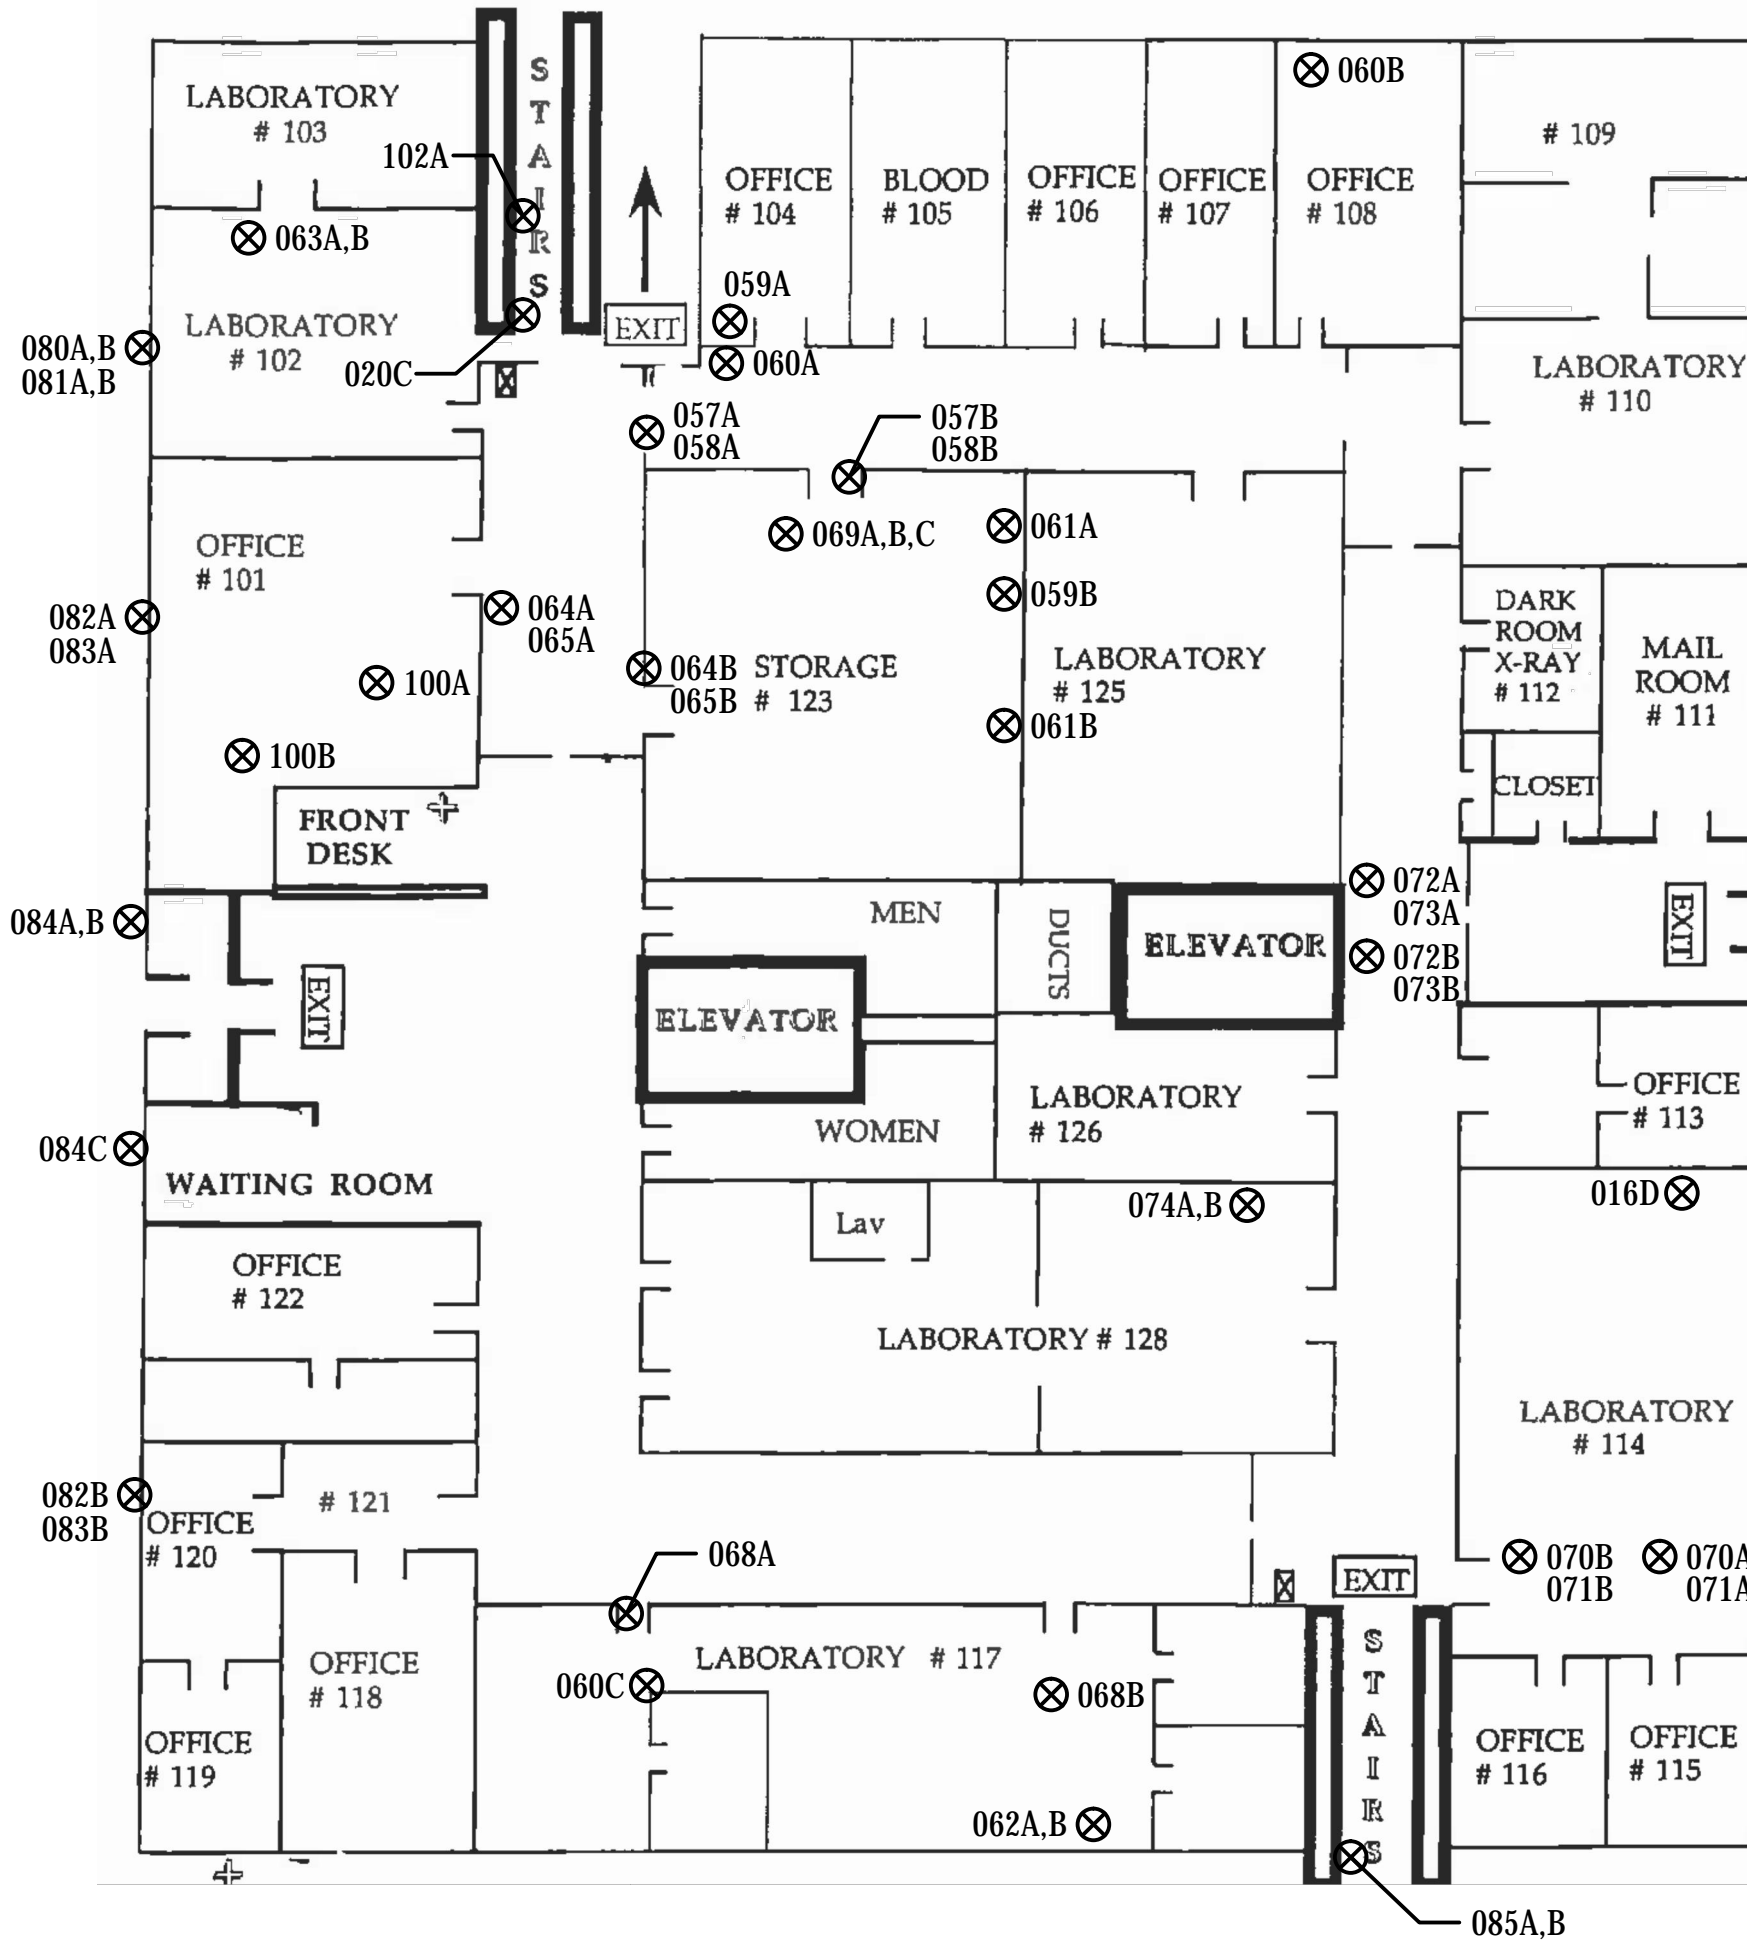 LABORATORY
# 103
102A
063A,B
STAIRS
080A,B
081A,B
LABORATORY
# 102
020C
EXIT
OFFICE
# 104
BLOOD
# 105
OFFICE
# 106
OFFICE
# 107
OFFICE
# 108
060B
# 109
059A
060A
057A
058A
057B
058B
LABORATORY
# 110
OFFICE
# 101
082A
083A
064A
065A
100A
100B
069A,B,C
061A
059B
064B
065B
STORAGE
# 123
LABORATORY
# 125
061B
DARK
ROOM
X-RAY
# 112
MAIL
ROOM
# 111
CLOSET
FRONT
DESK
084A,B
EXIT
MEN
DUCTS
ELEVATOR
072A
073A
072B
073B
EXIT
ELEVATOR
WOMEN
LABORATORY
# 126
OFFICE
# 113
084C
WAITING ROOM
074A,B
016D
Lav
OFFICE
# 122
LABORATORY # 128
LABORATORY
# 114
082B
083B
# 121
OFFICE
# 120
068A
EXIT
070B
071B
070A
071A
LABORATORY # 117
STAIRS
OFFICE
# 118
060C
068B
OFFICE
# 119
OFFICE
# 116
OFFICE
# 115
062A,B
085A,B